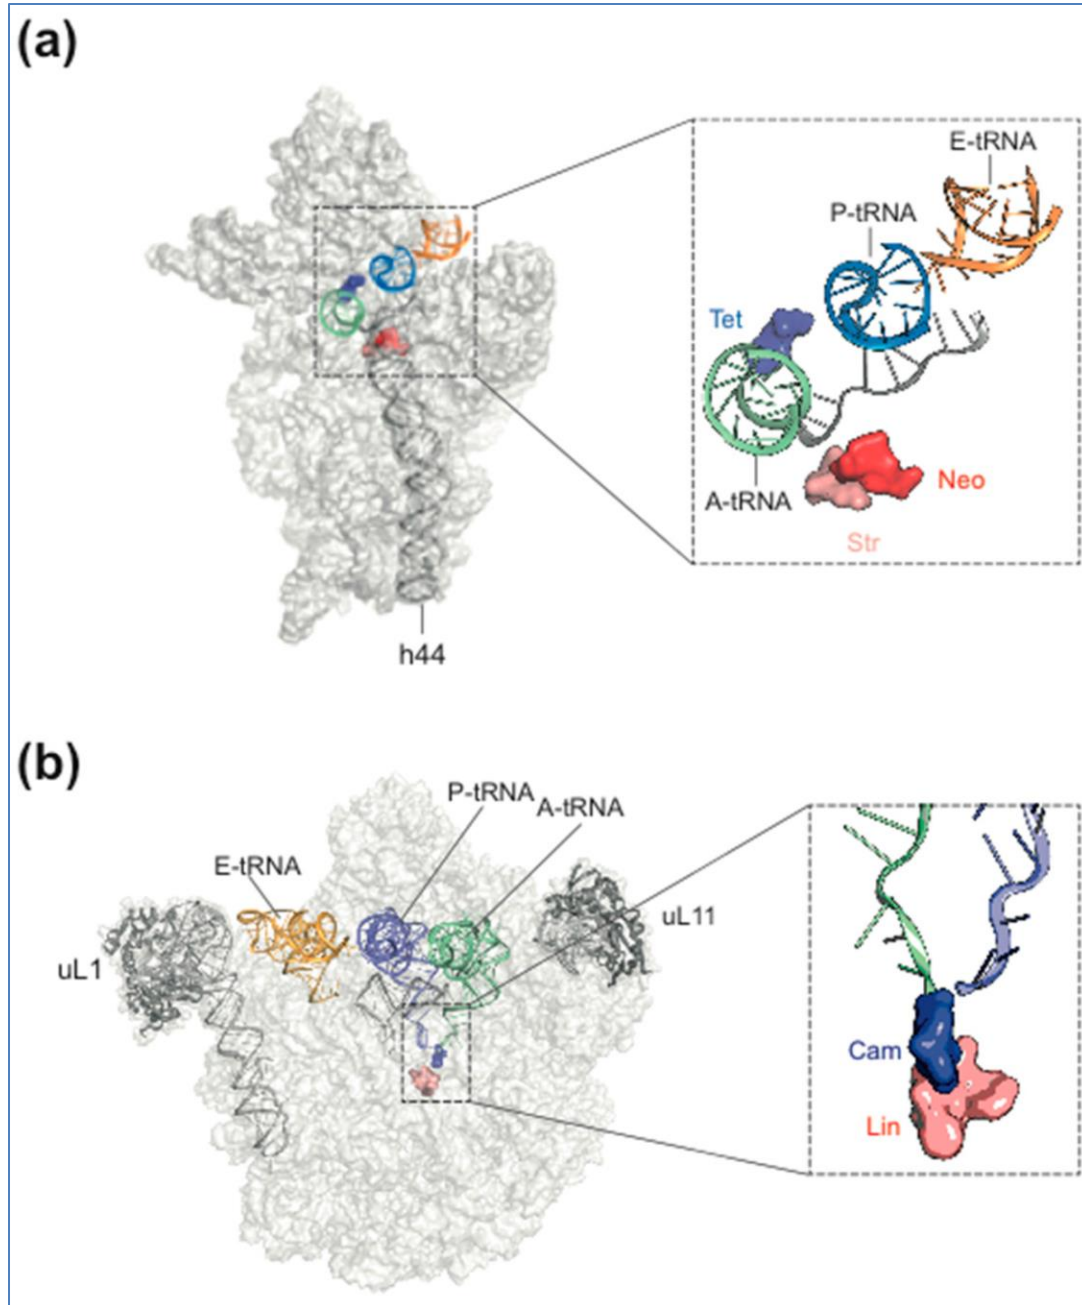 (a)
E-tRNA
P-tRNA
Tet
A-tRNA
Neo
Str
h44
(b)
P-tRNA
A-tRNA
E-tRNA
uL11
uL1
Cam
Lin